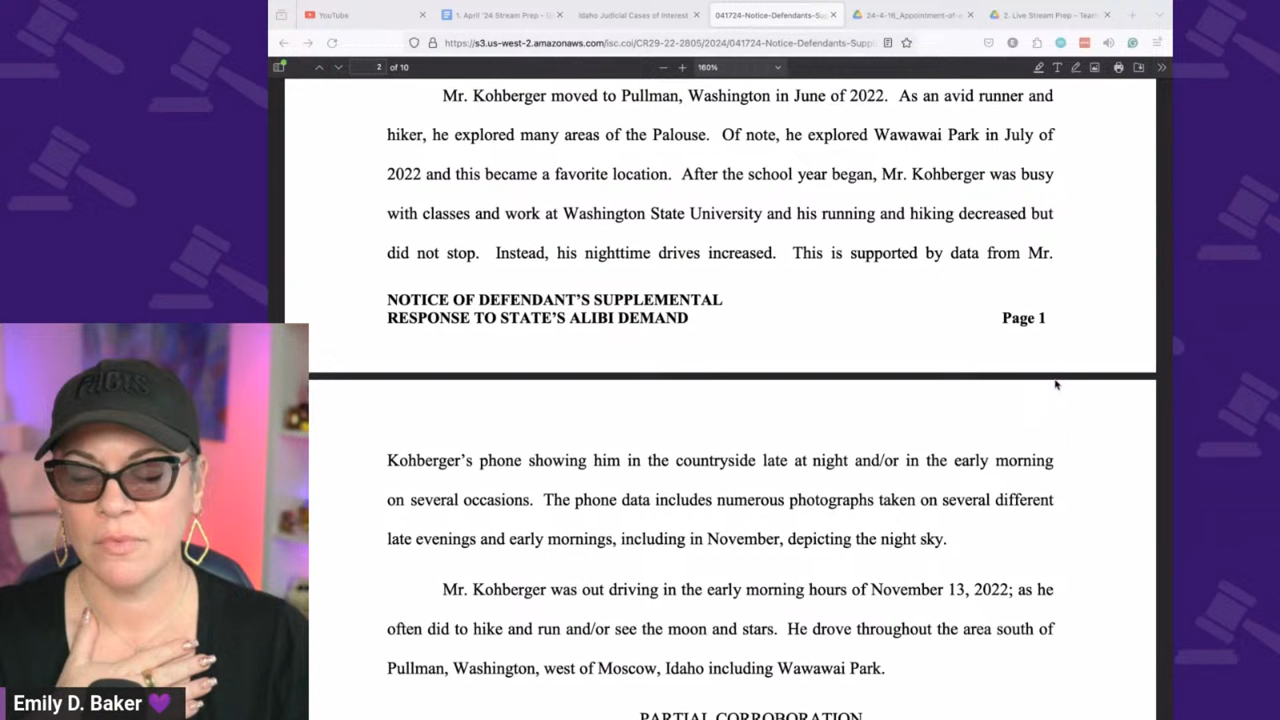 YouTube
1. April '24 Stream Prep -
Idaho Judicial Cases of Interest
041724-Notice-Defendants-Su
24-4-16_Appointment-of-
2. Live Stream Prep - Tea
https://s3.us-west-2.amazonaws.com/isc.coi/CR29-22-2805/2024/041724-Notice-Defendants-Supp
2 of 10
160%
Mr. Kohberger moved to Pullman, Washington in June of 2022. As an avid runner and
hiker, he explored many areas of the Palouse. Of note, he explored Wawawai Park in July of
2022 and this became a favorite location. After the school year began, Mr. Kohberger was busy
with classes and work at Washington State University and his running and hiking decreased but
did not stop. Instead, his nighttime drives increased. This is supported by data from Mr.
NOTICE OF DEFENDANT'S SUPPLEMENTAL
RESPONSE TO STATE'S ALIBI DEMAND
Page 1
Kohberger's phone showing him in the countryside late at night and/or in the early morning
on several occasions. The phone data includes numerous photographs taken on several different
late evenings and early mornings, including in November, depicting the night sky.
Mr. Kohberger was out driving in the early morning hours of November 13, 2022; as he
often did to hike and run and/or see the moon and stars. He drove throughout the area south of
Pullman, Washington, west of Moscow, Idaho including Wawawai Park.
PARTIAL CORROBORATION
FACTS
Emily D. Baker 💜